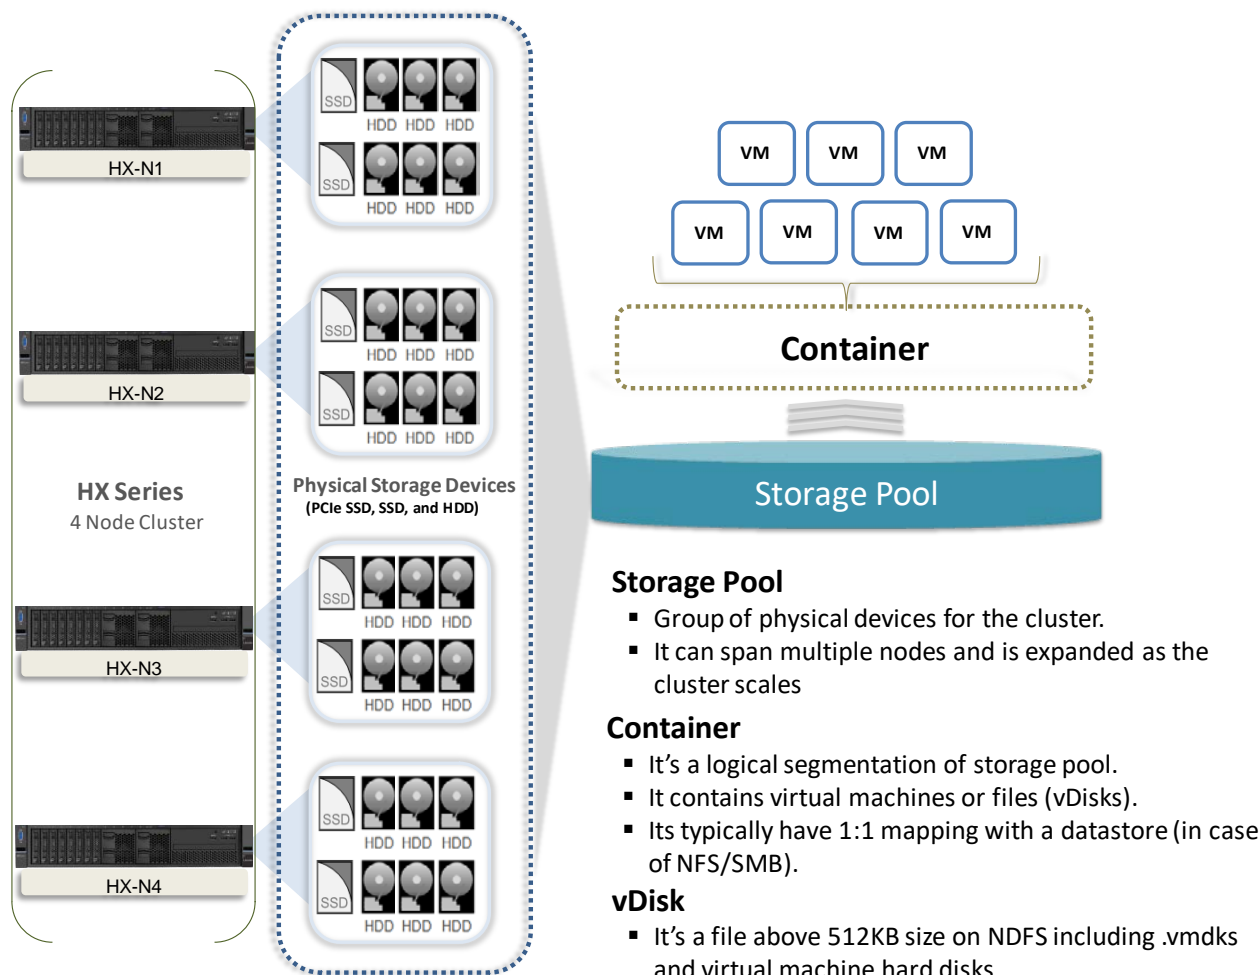 SSD
HDD HDD HDD
SSD
HDD HDD HDD
HX-N1
SSD
HDD HDD HDD
SSD
HDD HDD HDD
HX-N2
HX Series
4 Node Cluster
Physical Storage Devices
(PCIe SSD, SSD, and HDD)
SSD
HDD HDD HDD
SSD
HDD HDD HDD
HX-N3
SSD
HDD HDD HDD
SSD
HDD HDD HDD
HX-N4
VM VM VM
VM VM VM VM
Container
Storage Pool
Storage Pool
▪ Group of physical devices for the cluster.
▪ It can span multiple nodes and is expanded as the
cluster scales
Container
▪ It’s a logical segmentation of storage pool.
▪ It contains virtual machines or files (vDisks).
▪ Its typically have 1:1 mapping with a datastore (in case
of NFS/SMB).
vDisk
▪ It’s a file above 512KB size on NDFS including .vmdks
and virtual machine hard disks